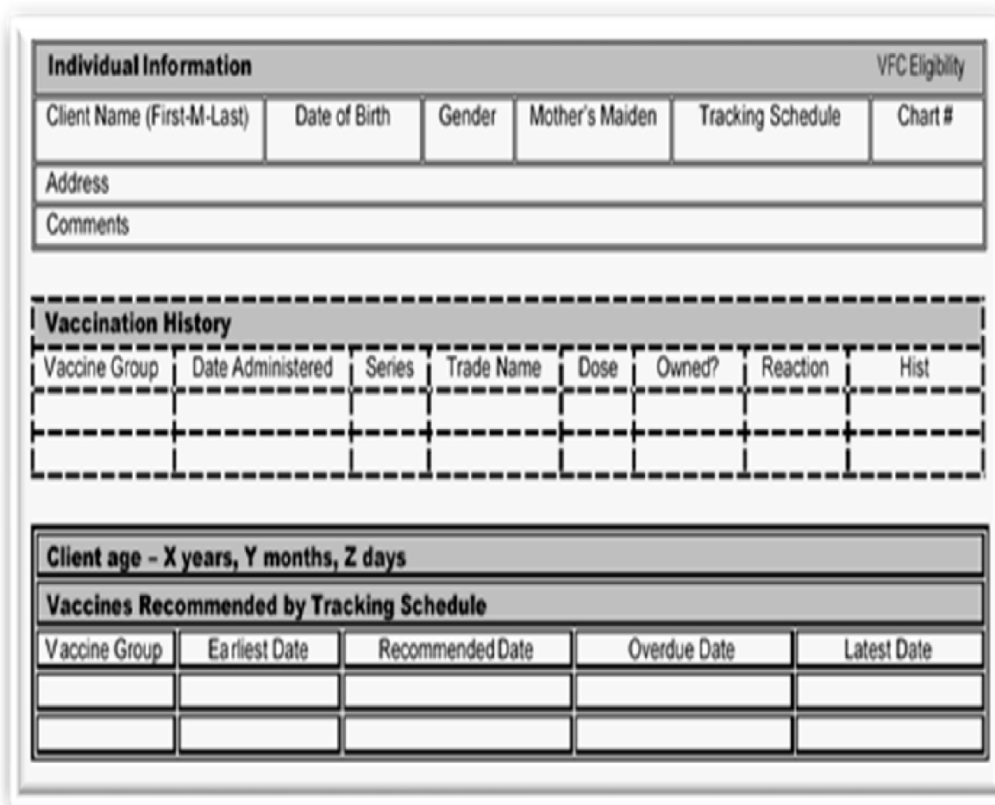 Individual Information VFC Eligibility
Client Name (First-M-Last) Date of Birth Gender Mother's Maiden Tracking Schedule Chart #
Address
Comments
Vaccination History
Vaccine Group Date Administered Series Trade Name Dose Owned? Reaction Hist
Client age – X years, Y months, Z days
Vaccines Recommended by Tracking Schedule
Vaccine Group Earliest Date Recommended Date Overdue Date Latest Date